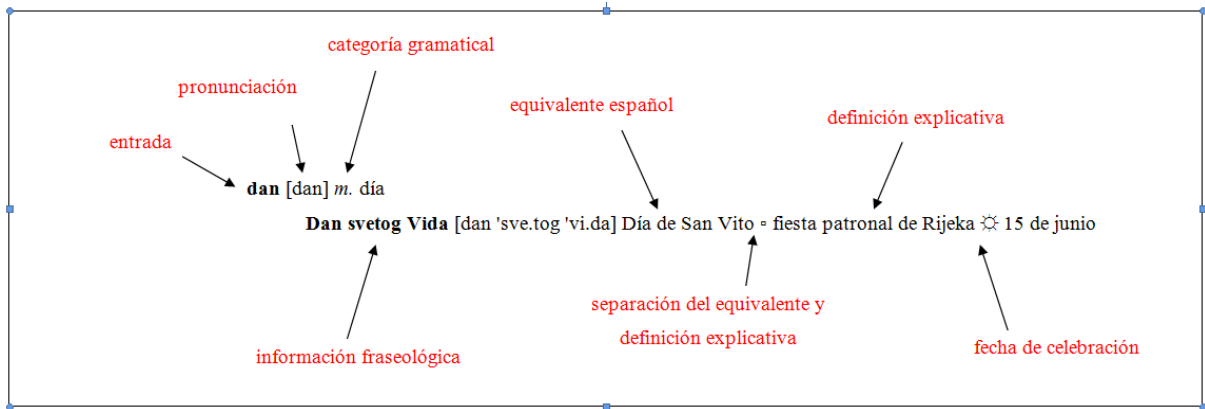 categoría gramatical
pronunciación
equivalente español
definición explicativa
entrada
dan [dan] m. día
Dan svetog Vida [dan 'sve.tog 'vi.da] Día de San Vito ▫ fiesta patronal de Rijeka ☼ 15 de junio
separación del equivalente y
definición explicativa
información fraseológica
fecha de celebración